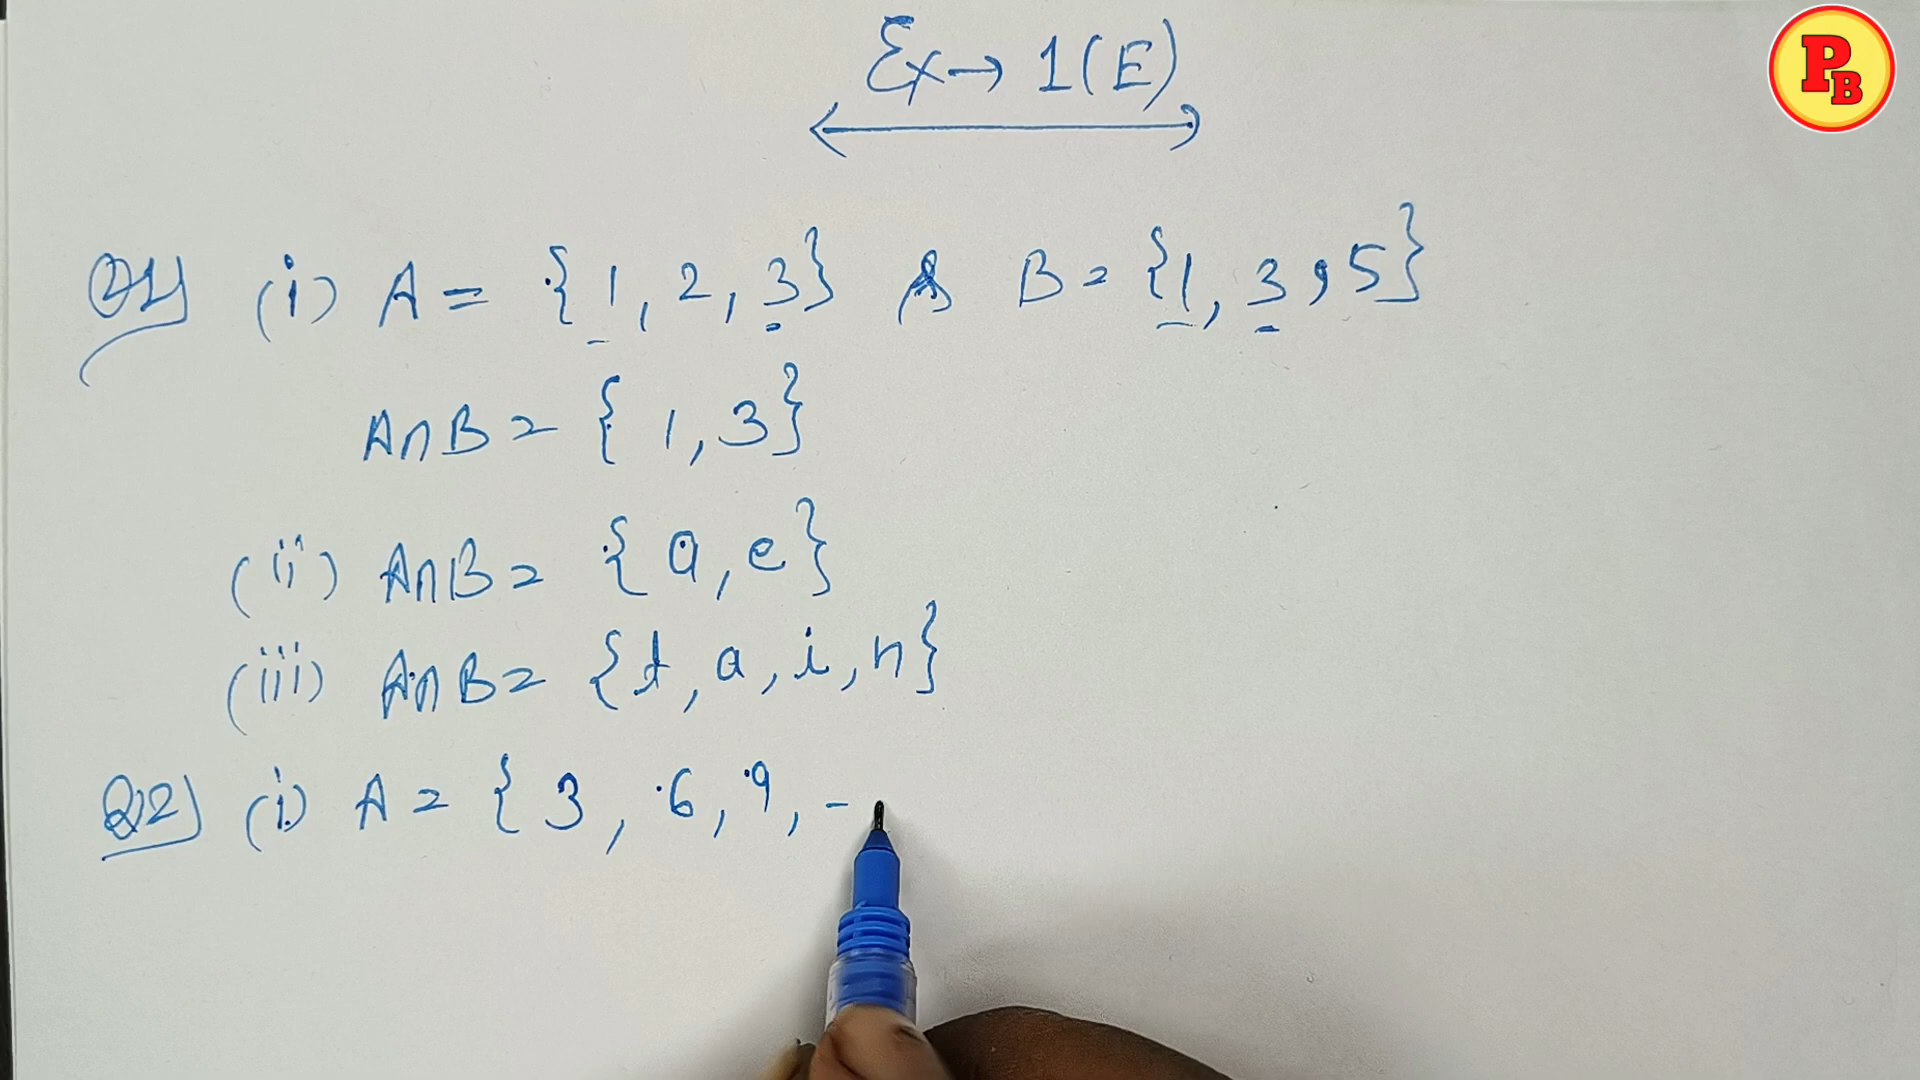 Ex → 1(E)
Q1) (i) A = {1, 2, 3} & B = {1, 3, 5}
A∩B = {1, 3}
(ii) A∩B = {a, e}
(iii) A∩B = {t, a, i, n}
Q2) (i) A = {3, 6, 9, -
PB